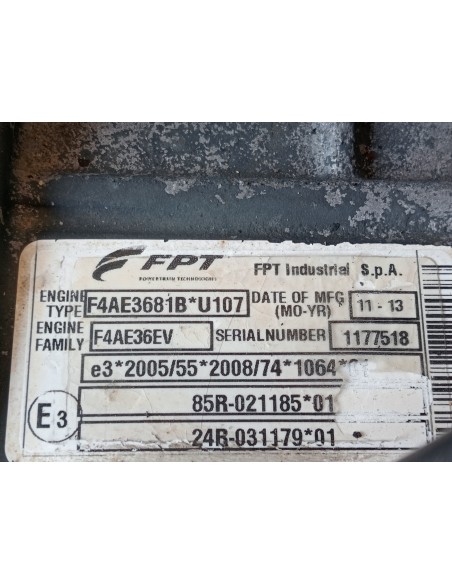 FPT
POWERTRAIN TECHNOLOGIES
FPT Industrial S.p.A.
ENGINE TYPE F4AE3681B*U107 DATE OF MFG (MO-YR) 11-13
ENGINE FAMILY F4AE36EV SERIALNUMBER 1177518
e3*2005/55*2008/74*1064*01
E3
85R-021185*01
24R-031179*01